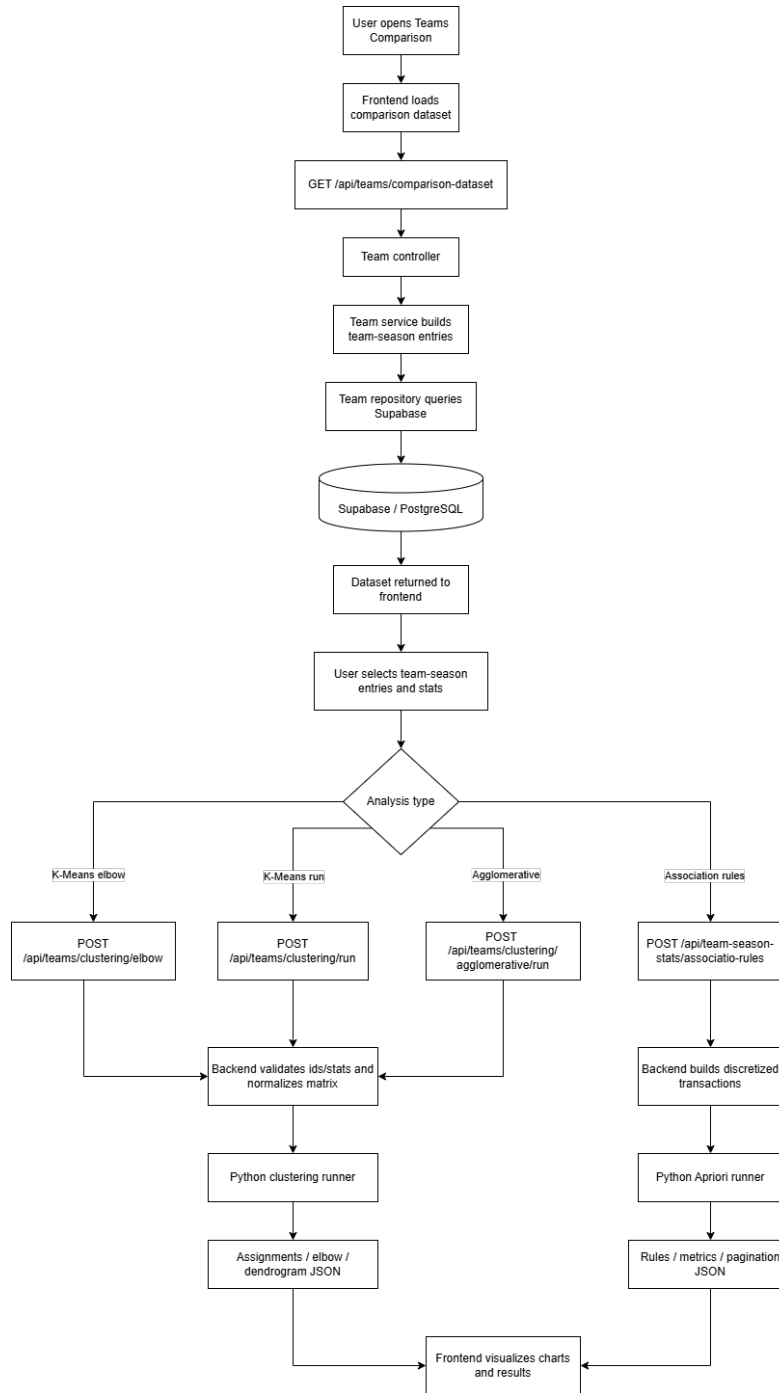 User opens Teams
Comparison
Frontend loads
comparison dataset
GET /api/teams/comparison-dataset
Team controller
Team service builds
team-season entries
Team repository queries
Supabase
Supabase / PostgreSQL
Dataset returned to
frontend
User selects team-season
entries and stats
Analysis type
K-Means elbow
K-Means run
Agglomerative
Association rules
POST
/api/teams/clustering/elbow
POST
/api/teams/clustering/run
POST
/api/teams/clustering/
agglomerative/run
POST /api/team-season-
stats/associatio-rules
Backend validates ids/stats and
normalizes matrix
Backend builds discretized
transactions
Python clustering runner
Python Apriori runner
Assignments / elbow /
dendrogram JSON
Rules / metrics / pagination
JSON
Frontend visualizes charts
and results